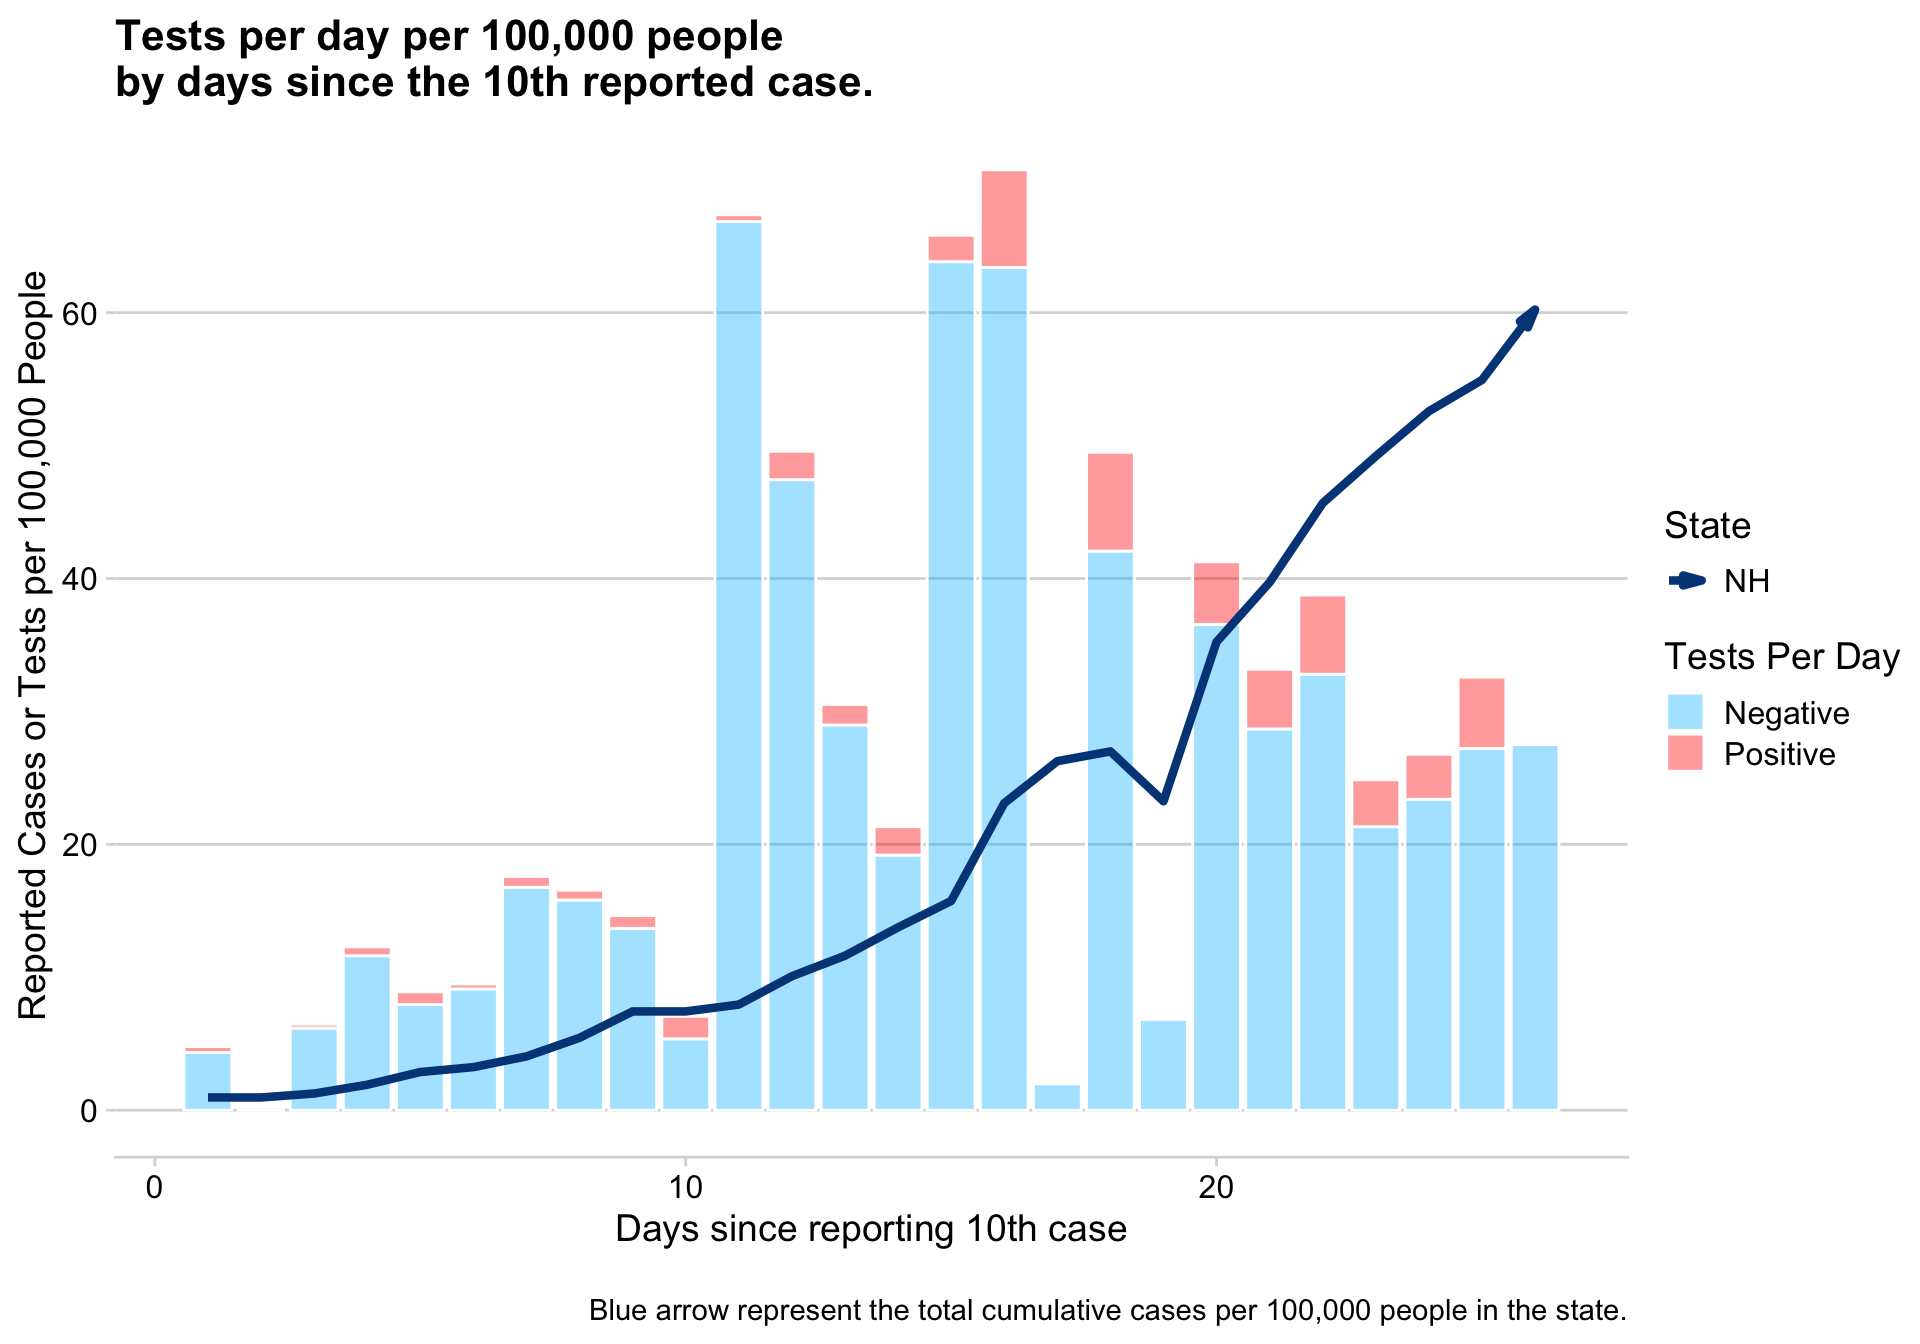 Tests per day per 100,000 people
by days since the 10th reported case.
Reported Cases or Tests per 100,000 People
60
40
20
0
0
10
20
Days since reporting 10th case
State
NH
Tests Per Day
Negative
Positive
Blue arrow represent the total cumulative cases per 100,000 people in the state.